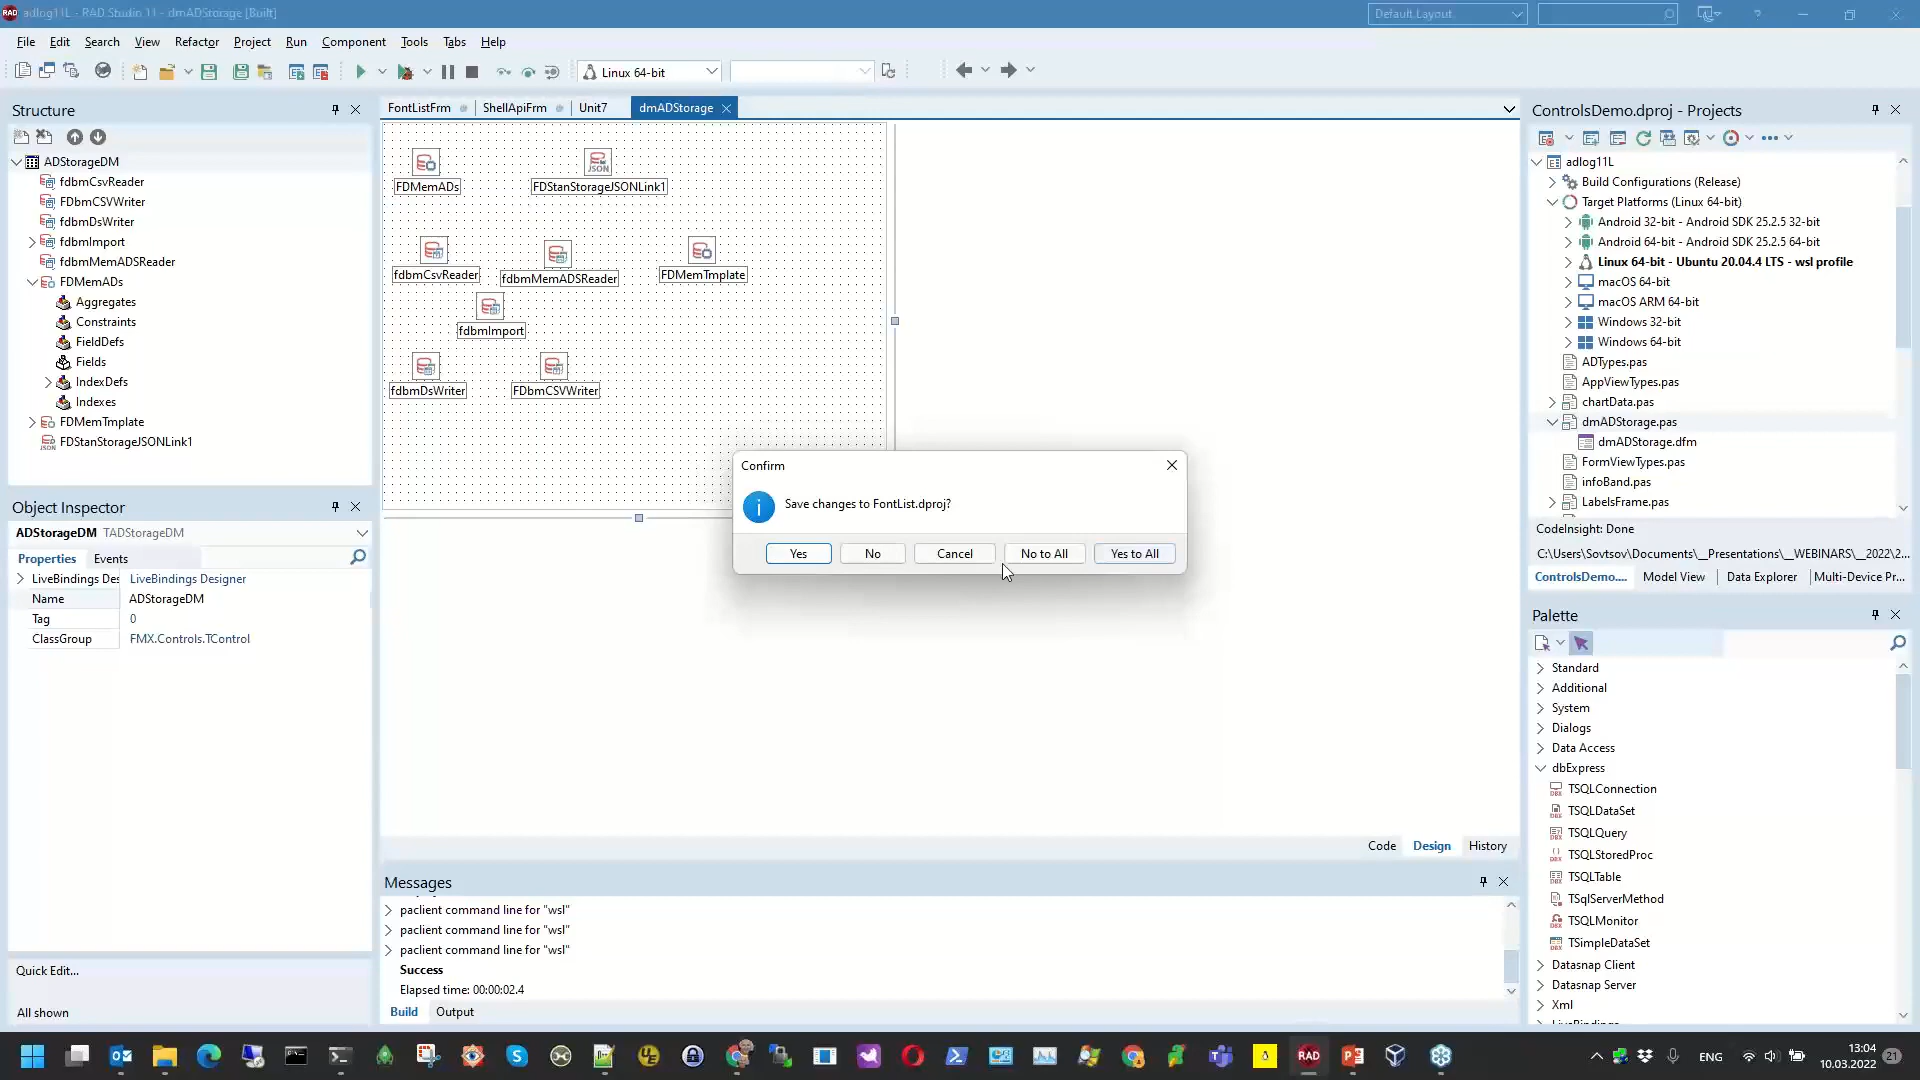 adlog11L - RAD Studio 11 - dmADStorage [Built]
Default Layout
File Edit Search View Refactor Project Run Component Tools Tabs Help
Linux 64-bit
Structure
ADStorageDM
fdbmCsvReader
FDbmCSVWriter
fdbmDsWriter
fdbmImport
fdbmMemADSReader
FDMemADs
Aggregates
Constraints
FieldDefs
Fields
IndexDefs
Indexes
FDMemTmplate
FDStanStorageJSONLink1
Object Inspector
ADStorageDM TADStorageDM
Properties Events
LiveBindings Des LiveBindings Designer
Name ADStorageDM
Tag 0
ClassGroup FMX.Controls.TControl
Quick Edit...
All shown
FontListFrm ShellApiFrm Unit7 dmADStorage
FDMemADs FDStanStorageJSONLink1
fdbmCsvReader fdbmMemADSReader FDMemTmplate
fdbmImport
fdbmDsWriter FDbmCSVWriter
Confirm
Save changes to FontList.dproj?
Yes No Cancel No to All Yes to All
Code Design History
Messages
paclient command line for "wsl"
paclient command line for "wsl"
paclient command line for "wsl"
Success
Elapsed time: 00:00:02.4
Build Output
ControlsDemo.dproj - Projects
adlog11L
Build Configurations (Release)
Target Platforms (Linux 64-bit)
Android 32-bit - Android SDK 25.2.5 32-bit
Android 64-bit - Android SDK 25.2.5 64-bit
Linux 64-bit - Ubuntu 20.04.4 LTS - wsl profile
macOS 64-bit
macOS ARM 64-bit
Windows 32-bit
Windows 64-bit
ADTypes.pas
AppViewTypes.pas
chartData.pas
dmADStorage.pas
dmADStorage.dfm
FormViewTypes.pas
infoBand.pas
LabelsFrame.pas
CodeInsight: Done
C:\Users\Sovtsov\Documents\__Presentations\__WEBINARS\__2022\2...
ControlsDemo.... Model View Data Explorer Multi-Device Pr...
Palette
Standard
Additional
System
Dialogs
Data Access
dbExpress
TSQLConnection
TSQLDataSet
TSQLQuery
TSQLStoredProc
TSQLTable
TSqlServerMethod
TSQLMonitor
TSimpleDataSet
Datasnap Client
Datasnap Server
Xml
LiveBindings
ENG
13:04
10.03.2022
21